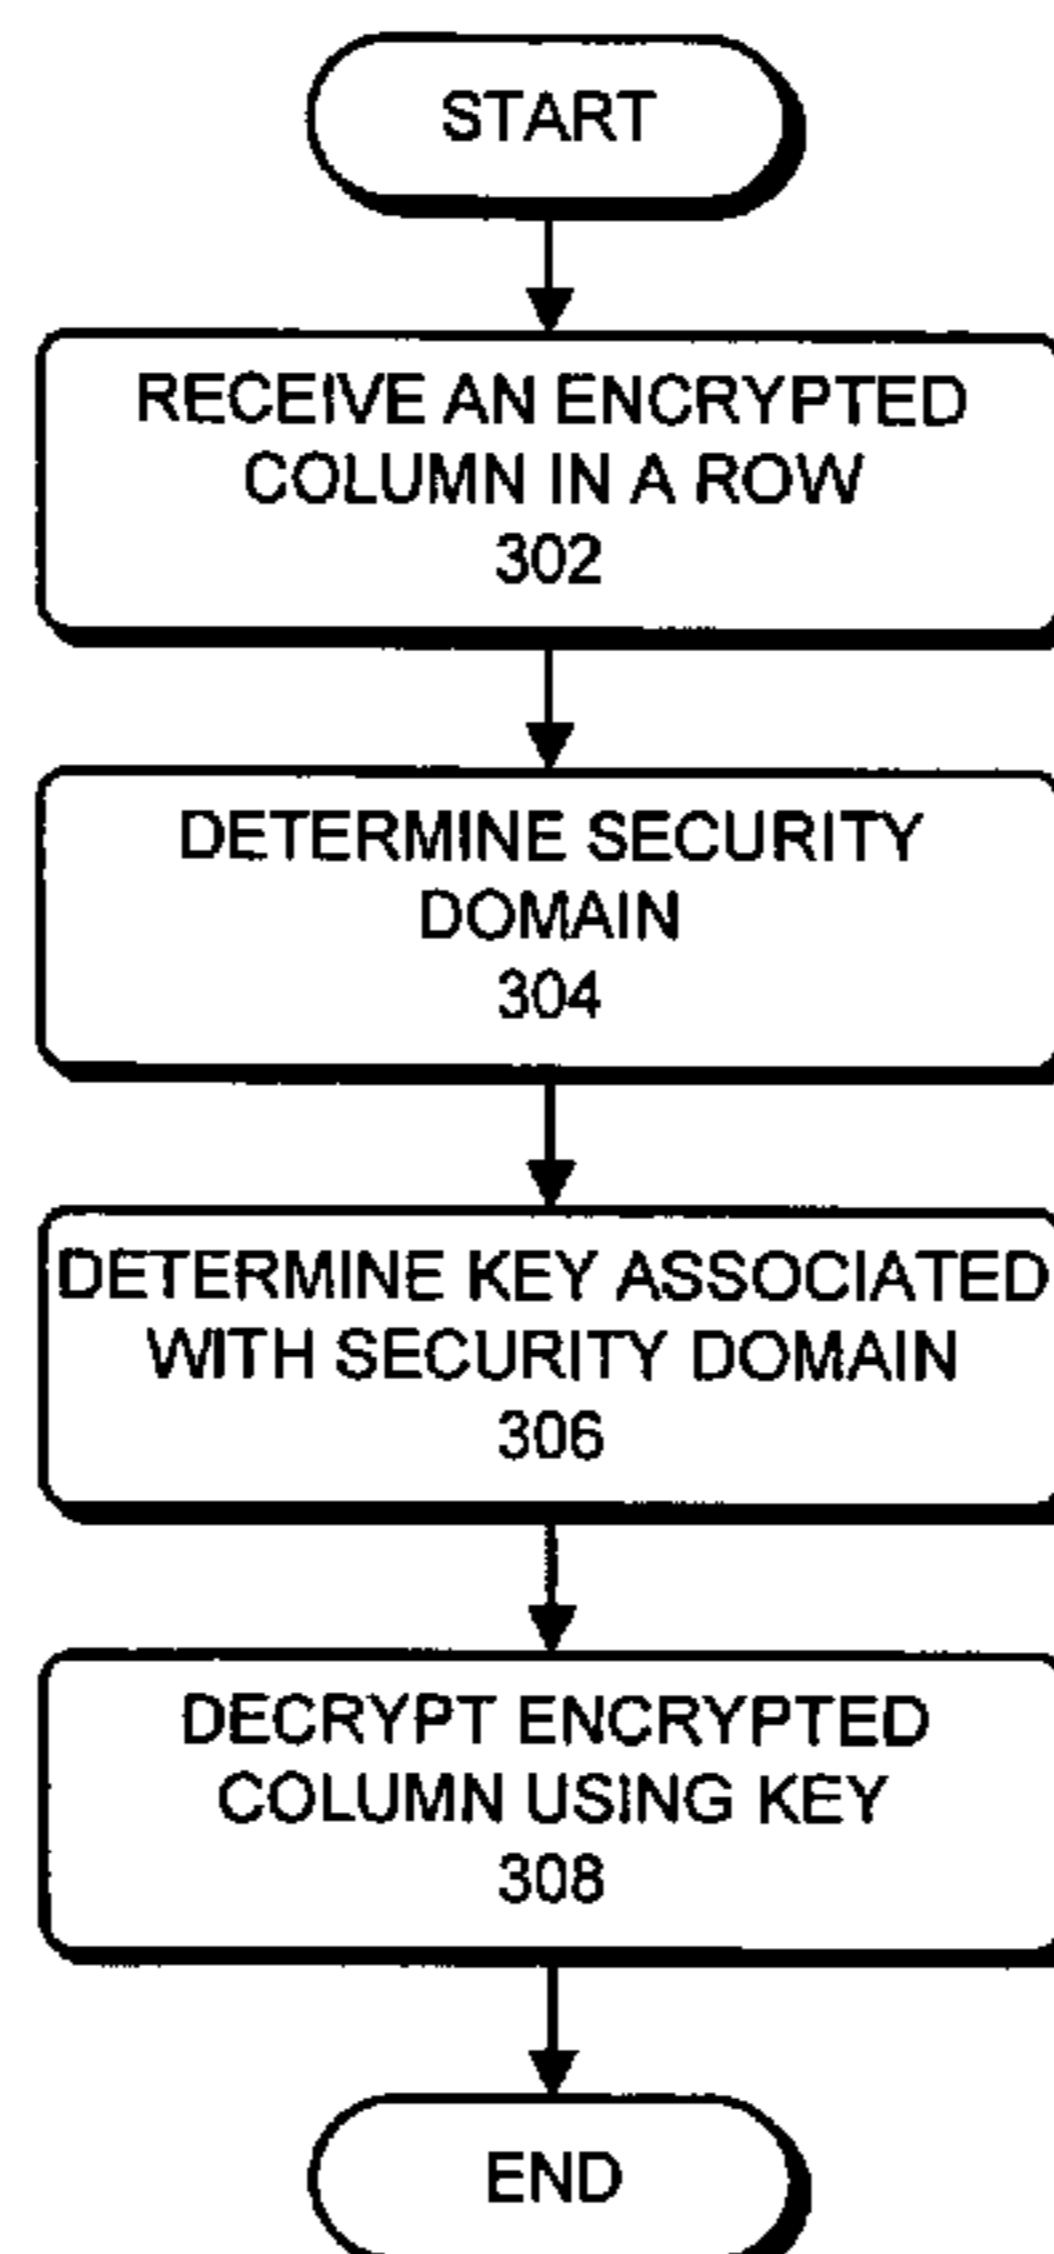 START
RECEIVE AN ENCRYPTED
COLUMN IN A ROW
302
DETERMINE SECURITY
DOMAIN
304
DETERMINE KEY ASSOCIATED
WITH SECURITY DOMAIN
306
DECRYPT ENCRYPTED
COLUMN USING KEY
308
END